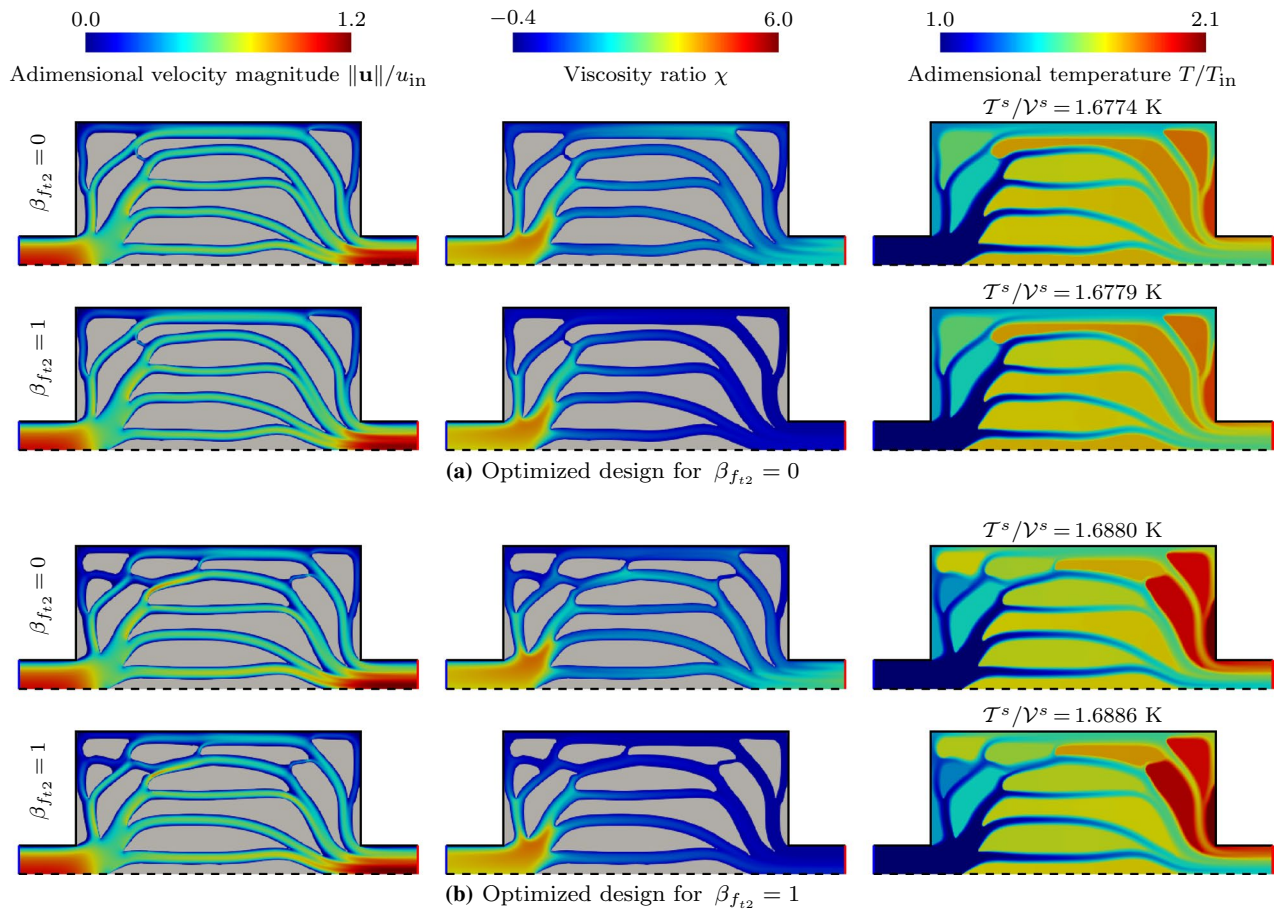 0.0 1.2
Adimensional velocity magnitude ‖𝐮‖/u_in
−0.4 6.0
Viscosity ratio χ
1.0 2.1
Adimensional temperature T/T_in
β_{f_{t2}} = 0
𝒯^s/𝒱^s = 1.6774 K
β_{f_{t2}} = 1
𝒯^s/𝒱^s = 1.6779 K
(a) Optimized design for β_{f_{t2}} = 0
β_{f_{t2}} = 0
𝒯^s/𝒱^s = 1.6880 K
β_{f_{t2}} = 1
𝒯^s/𝒱^s = 1.6886 K
(b) Optimized design for β_{f_{t2}} = 1